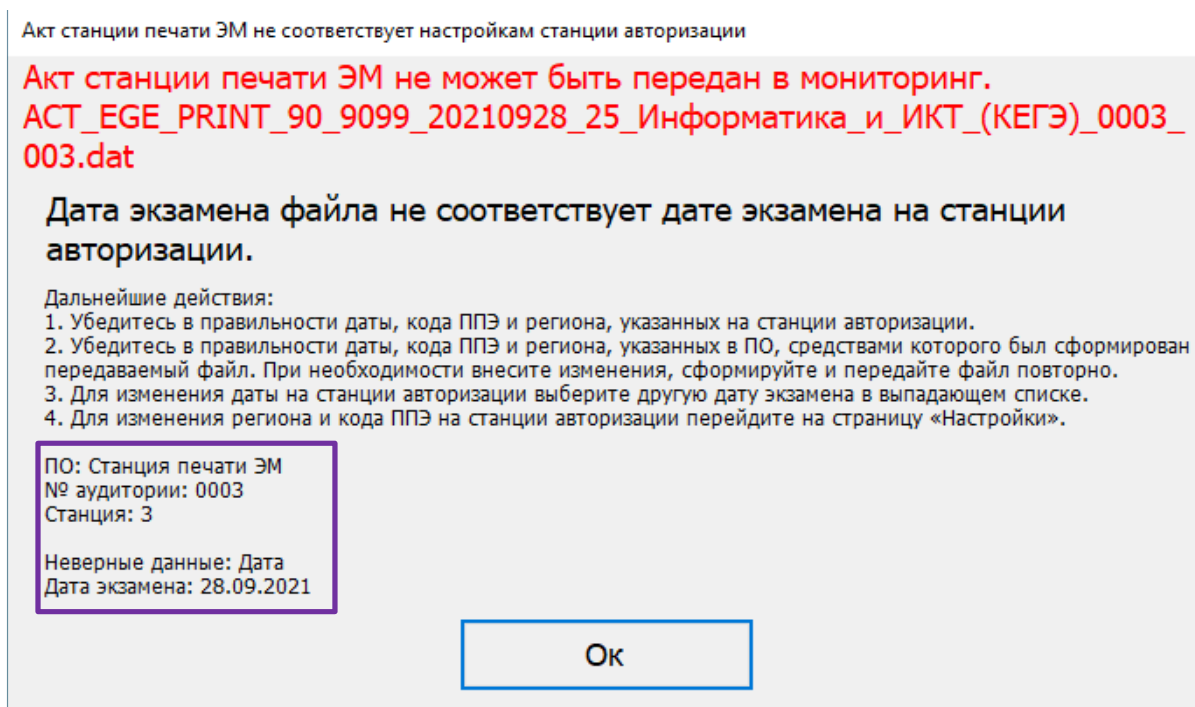 Акт станции печати ЭМ не соответствует настройкам станции авторизации
Акт станции печати ЭМ не может быть передан в мониторинг.
ACT_EGE_PRINT_90_9099_20210928_25_Информатика_и_ИКТ_(КЕГЭ)_0003_
003.dat
Дата экзамена файла не соответствует дате экзамена на станции
авторизации.
Дальнейшие действия:
1. Убедитесь в правильности даты, кода ППЭ и региона, указанных на станции авторизации.
2. Убедитесь в правильности даты, кода ППЭ и региона, указанных в ПО, средствами которого был сформирован
передаваемый файл. При необходимости внесите изменения, сформируйте и передайте файл повторно.
3. Для изменения даты на станции авторизации выберите другую дату экзамена в выпадающем списке.
4. Для изменения региона и кода ППЭ на станции авторизации перейдите на страницу «Настройки».
ПО: Станция печати ЭМ
№ аудитории: 0003
Станция: 3
Неверные данные: Дата
Дата экзамена: 28.09.2021
Ок